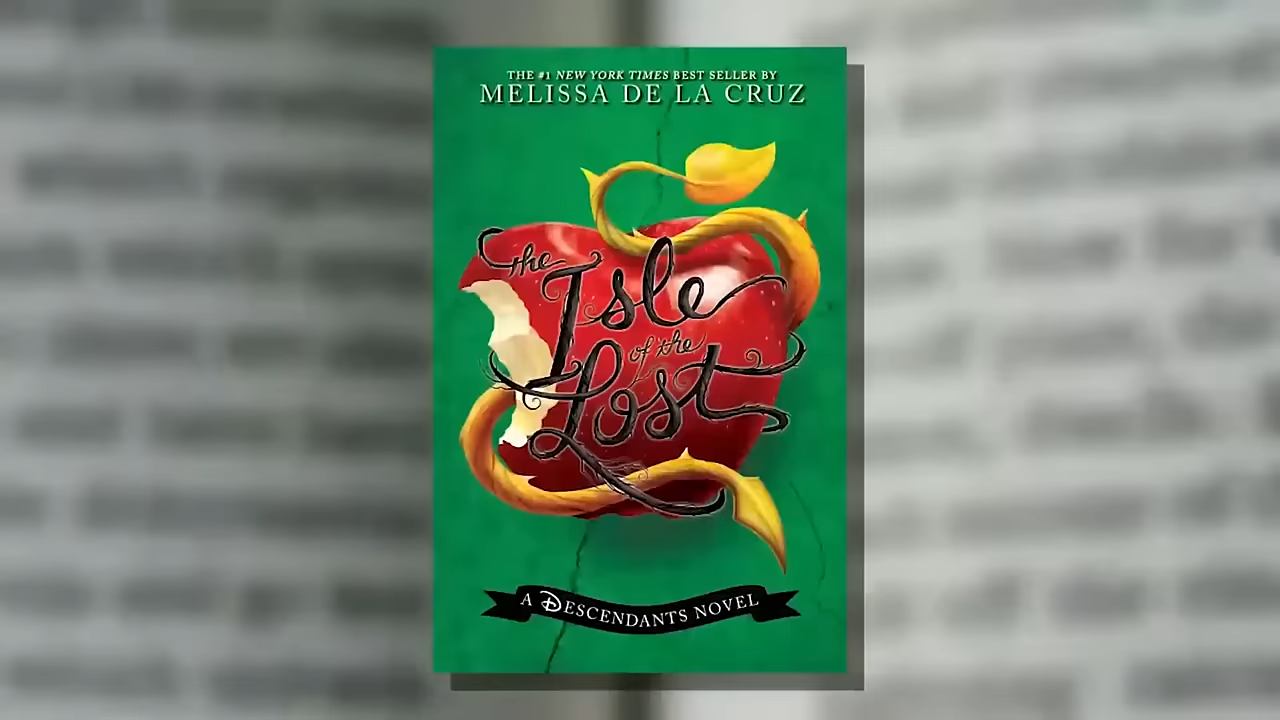 THE #1 NEW YORK TIMES BEST SELLER BY
MELISSA DE LA CRUZ
The
Isle
of the
Lost
A DESCENDANTS NOVEL